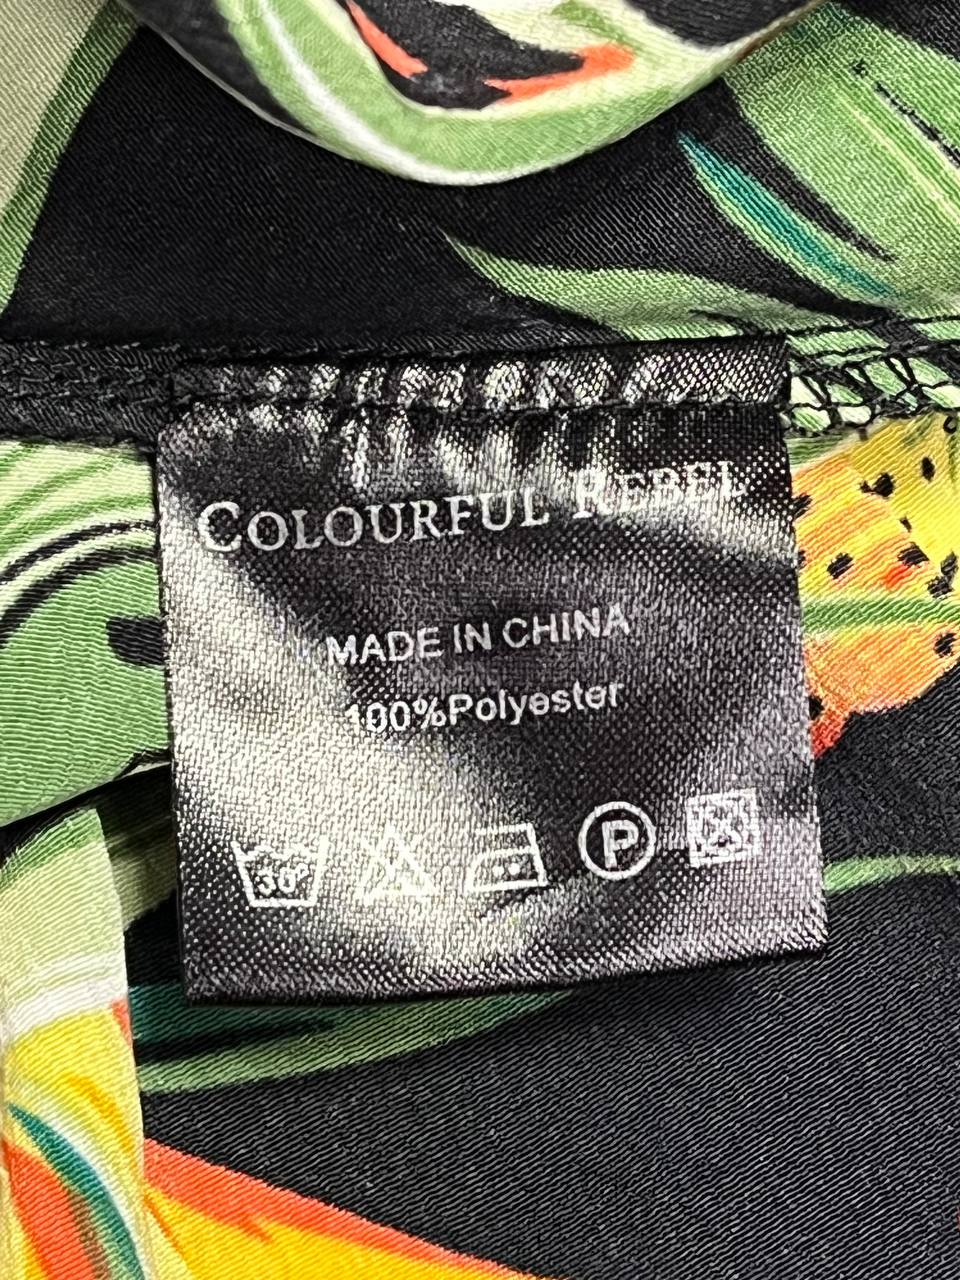 COLOURFUL REBEL
MADE IN CHINA
100%Polyester
30°
P